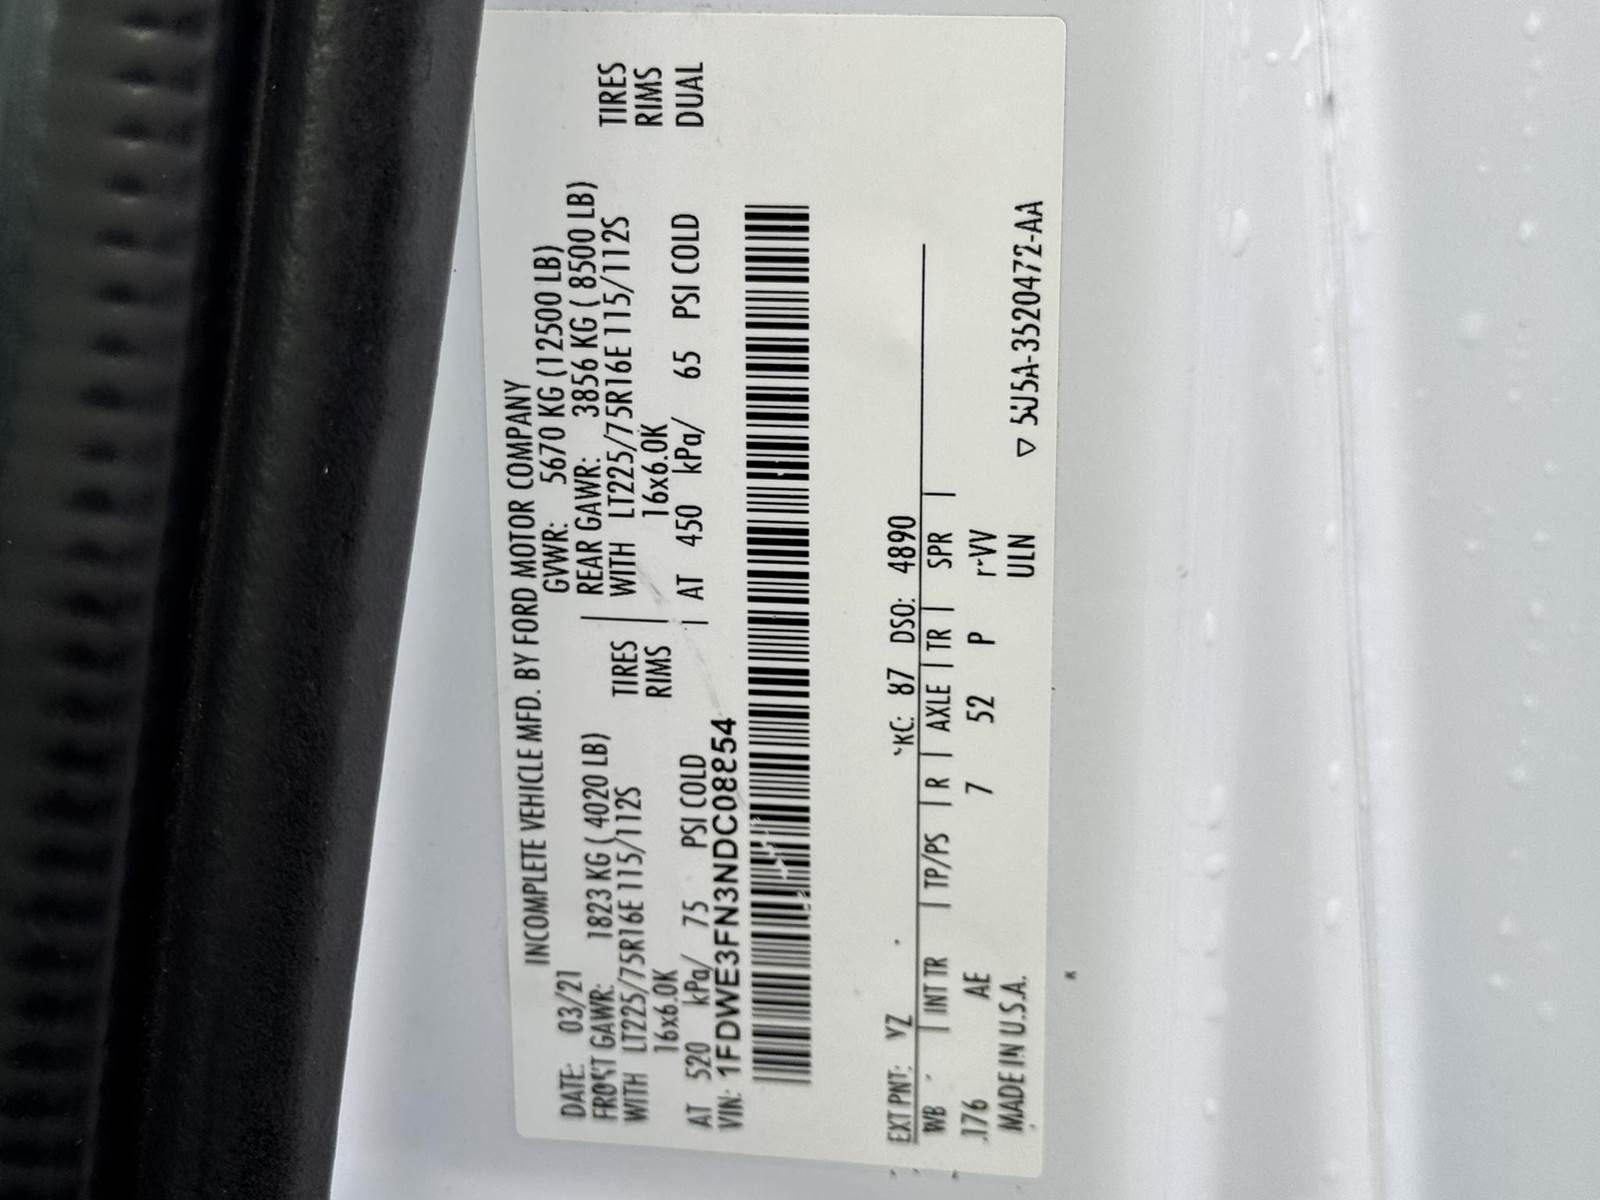 INCOMPLETE VEHICLE MFD. BY FORD MOTOR COMPANY
DATE: 03/21 GVWR: 5670 KG (12500 LB)
GAWR: 1823 KG ( 4020 LB) REAR GAWR: 3856 KG ( 8500 LB)
WITH LT225/75R16E 115/112S TIRES WITH LT225/75R16E 115/112S TIRES
16x6.0K RIMS 16x6.0K RIMS
AT 520 kPa/ 75 PSI COLD AT 450 kPa/ 65 PSI COLD DUAL
VIN:
EXT PNT: YZ 87 DSO: 4890
WB INT TR TP/PS R AXLE TR SPR
176 AE 7 52 P
MADE IN U.S.A. ULN ▽ 5U5A-3520472-AA